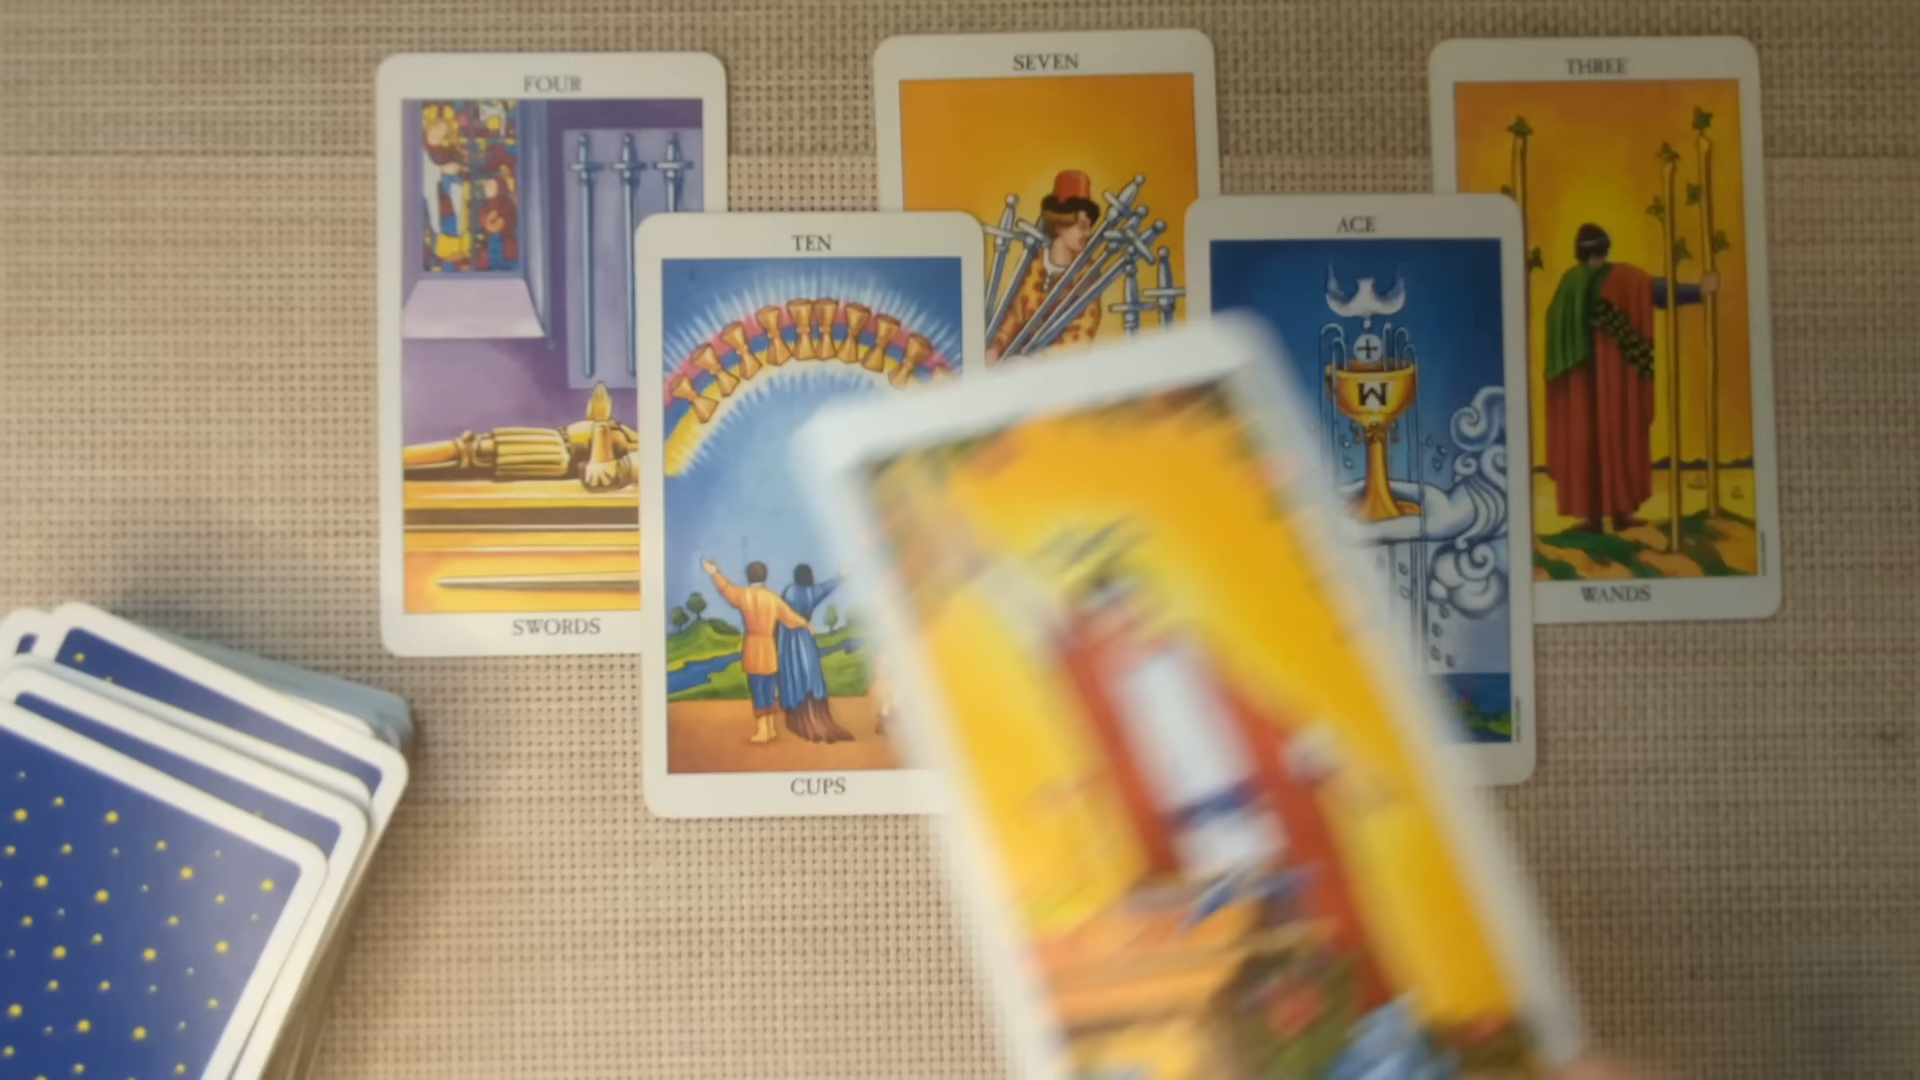 FOUR
SWORDS
TEN
CUPS
SEVEN
ACE
W
THREE
WANDS